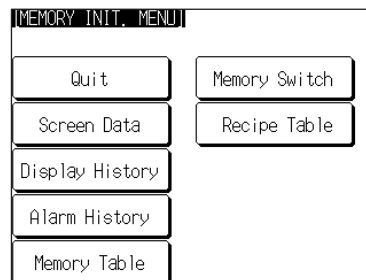 [MEMORY INIT. MENU]
Quit
Memory Switch
Screen Data
Recipe Table
Display History
Alarm History
Memory Table